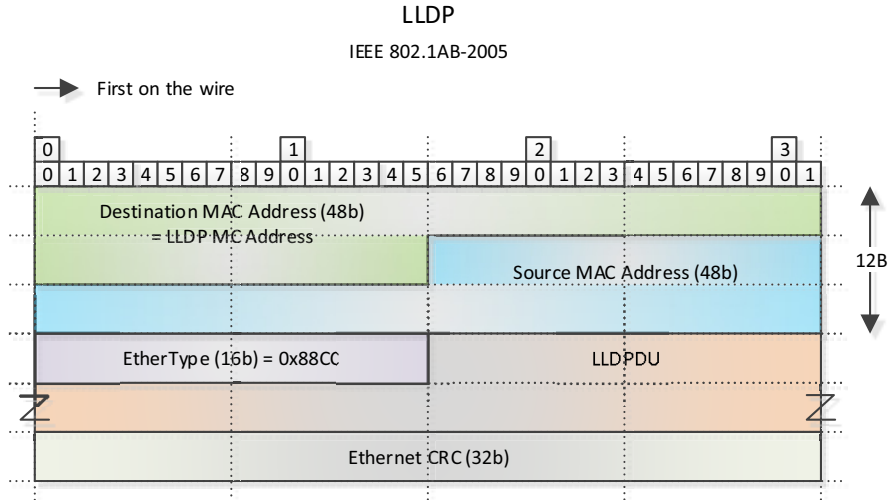 LLDP
IEEE 802.1AB-2005
First on the wire
0 1 2 3
0 1 2 3 4 5 6 7 8 9 0 1 2 3 4 5 6 7 8 9 0 1 2 3 4 5 6 7 8 9 0 1
Destination MAC Address (48b)
= LLDP MC Address
Source MAC Address (48b)
12B
EtherType (16b) = 0x88CC
LLDPDU
Ethernet CRC (32b)